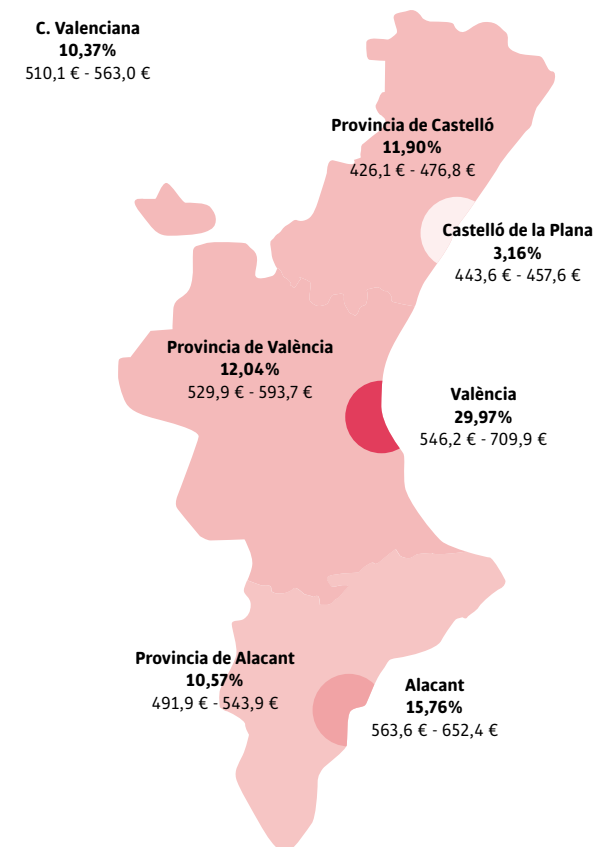 C. Valenciana
10,37%
510,1 € - 563,0 €
Provincia de Castelló
11,90%
426,1 € - 476,8 €
Castelló de la Plana
3,16%
443,6 € - 457,6 €
Provincia de València
12,04%
529,9 € - 593,7 €
València
29,97%
546,2 € - 709,9 €
Provincia de Alacant
10,57%
491,9 € - 543,9 €
Alacant
15,76%
563,6 € - 652,4 €